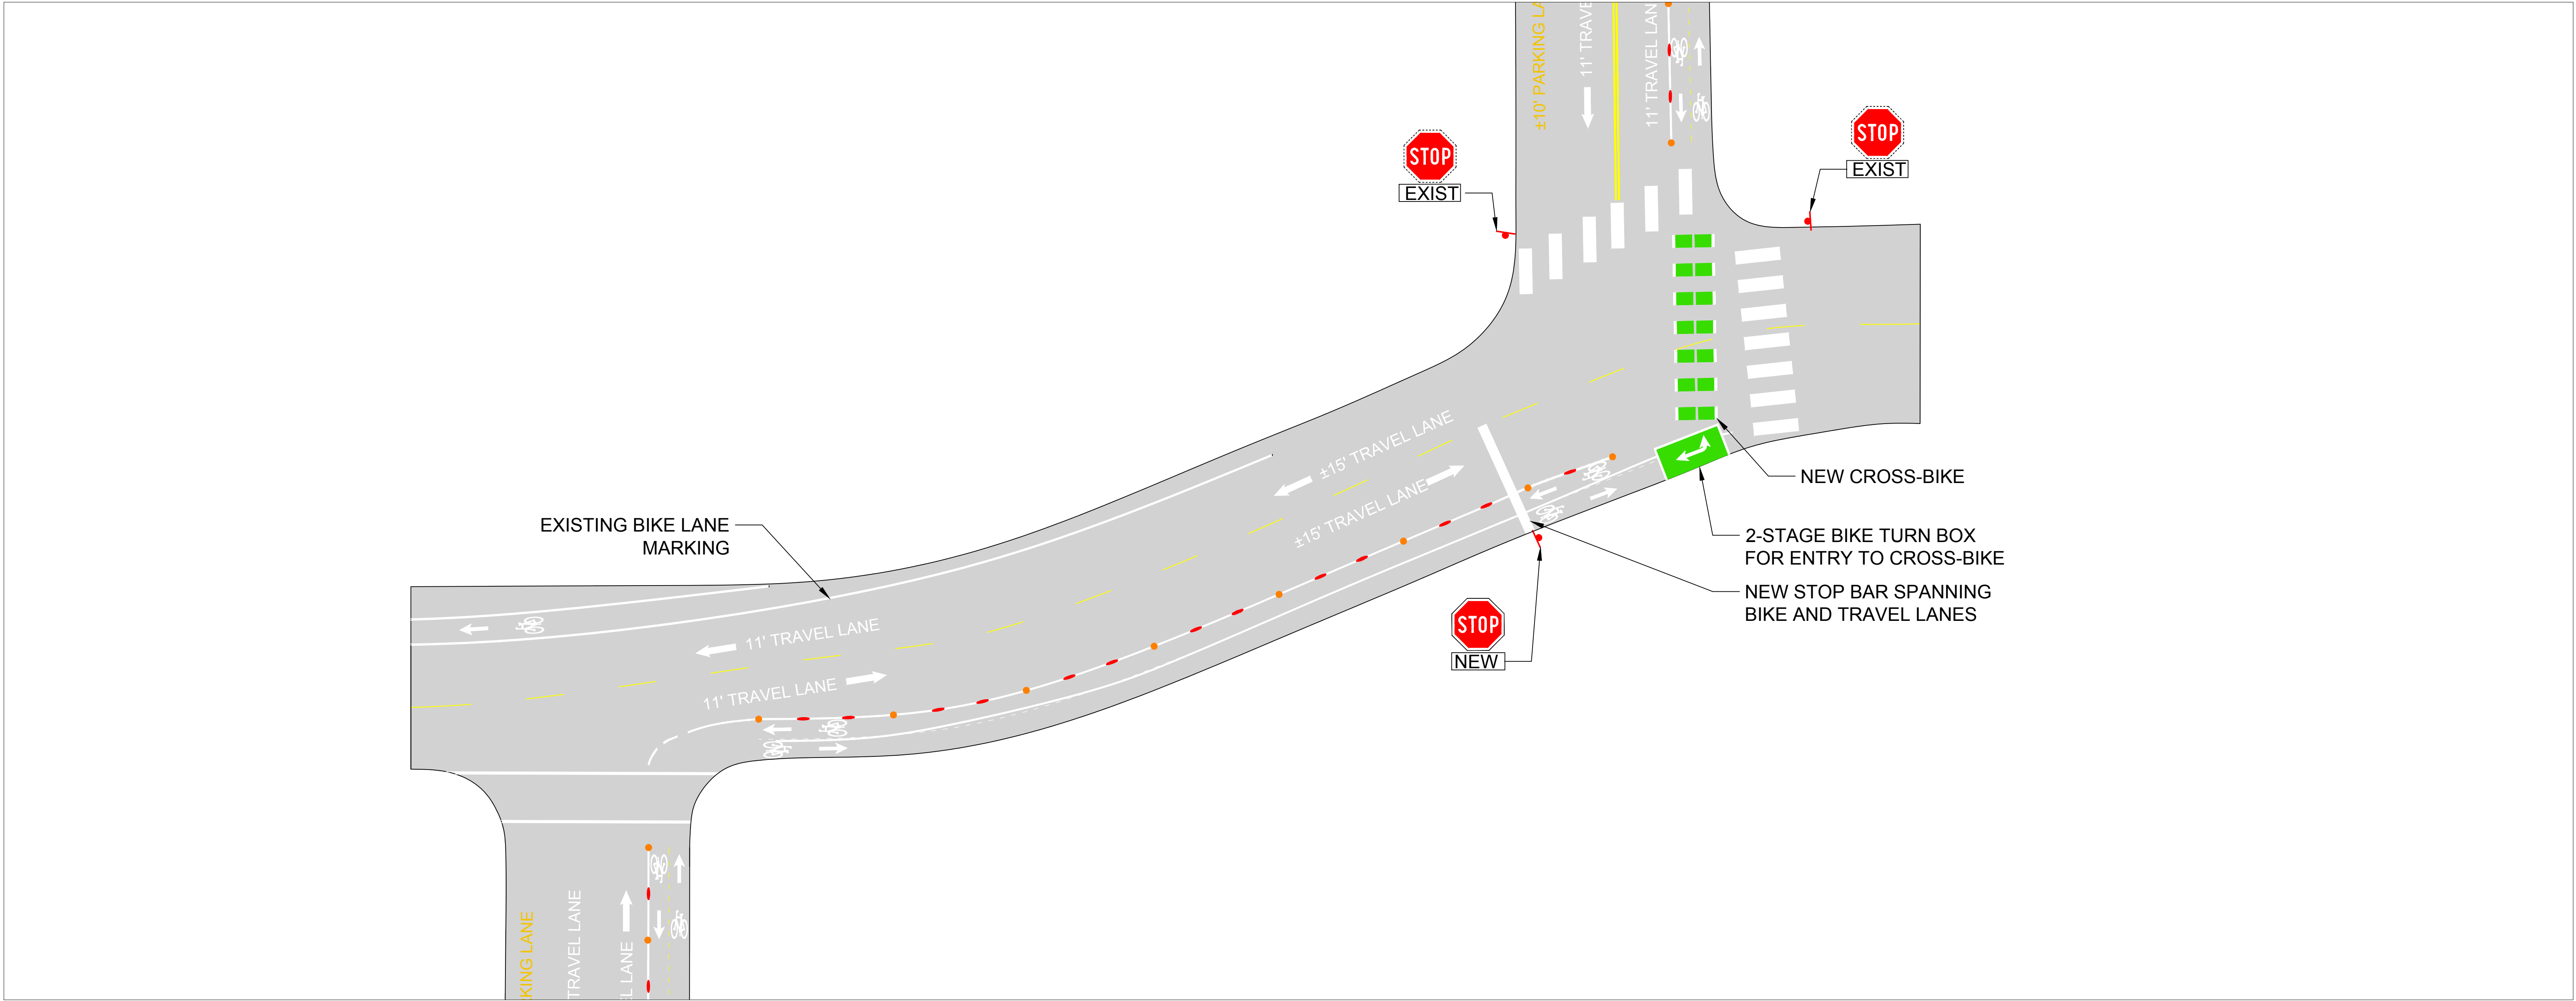 ±10' PARKING LA
11' TRAVE
11' TRAVEL LAN
STOP
EXIST
STOP
EXIST
±15' TRAVEL LANE
±15' TRAVEL LANE
NEW CROSS-BIKE
EXISTING BIKE LANE
MARKING
2-STAGE BIKE TURN BOX
FOR ENTRY TO CROSS-BIKE
NEW STOP BAR SPANNING
BIKE AND TRAVEL LANES
STOP
NEW
11' TRAVEL LANE
11' TRAVEL LANE
KING LANE
TRAVEL LANE
EL LANE